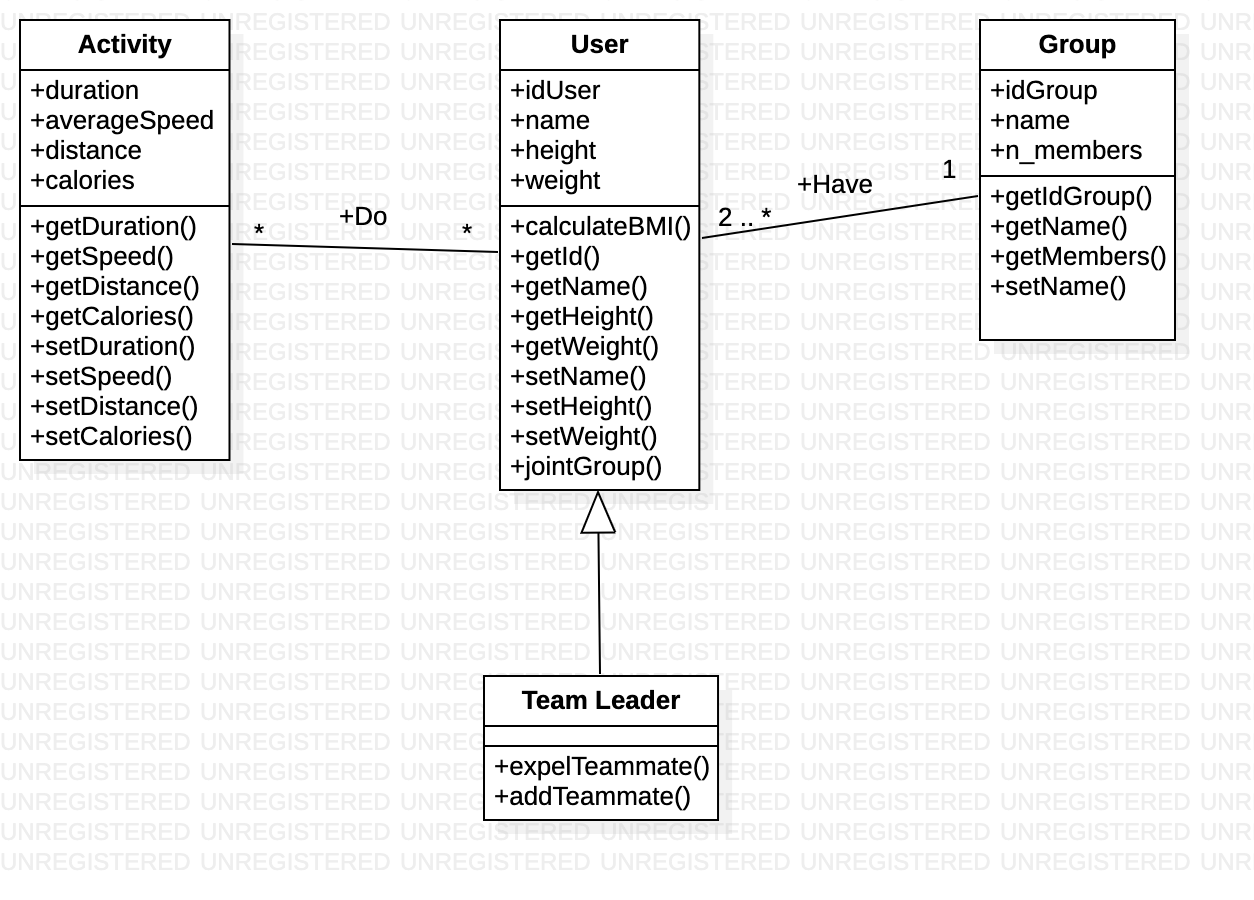 Activity
+duration
+averageSpeed
+distance
+calories
+getDuration()
+getSpeed()
+getDistance()
+getCalories()
+setDuration()
+setSpeed()
+setDistance()
+setCalories()
* +Do *
User
+idUser
+name
+height
+weight
+calculateBMI()
+getId()
+getName()
+getHeight()
+getWeight()
+setName()
+setHeight()
+setWeight()
+jointGroup()
2 .. * +Have 1
Group
+idGroup
+name
+n_members
+getIdGroup()
+getName()
+getMembers()
+setName()
Team Leader
+expelTeammate()
+addTeammate()
UNREGISTERED